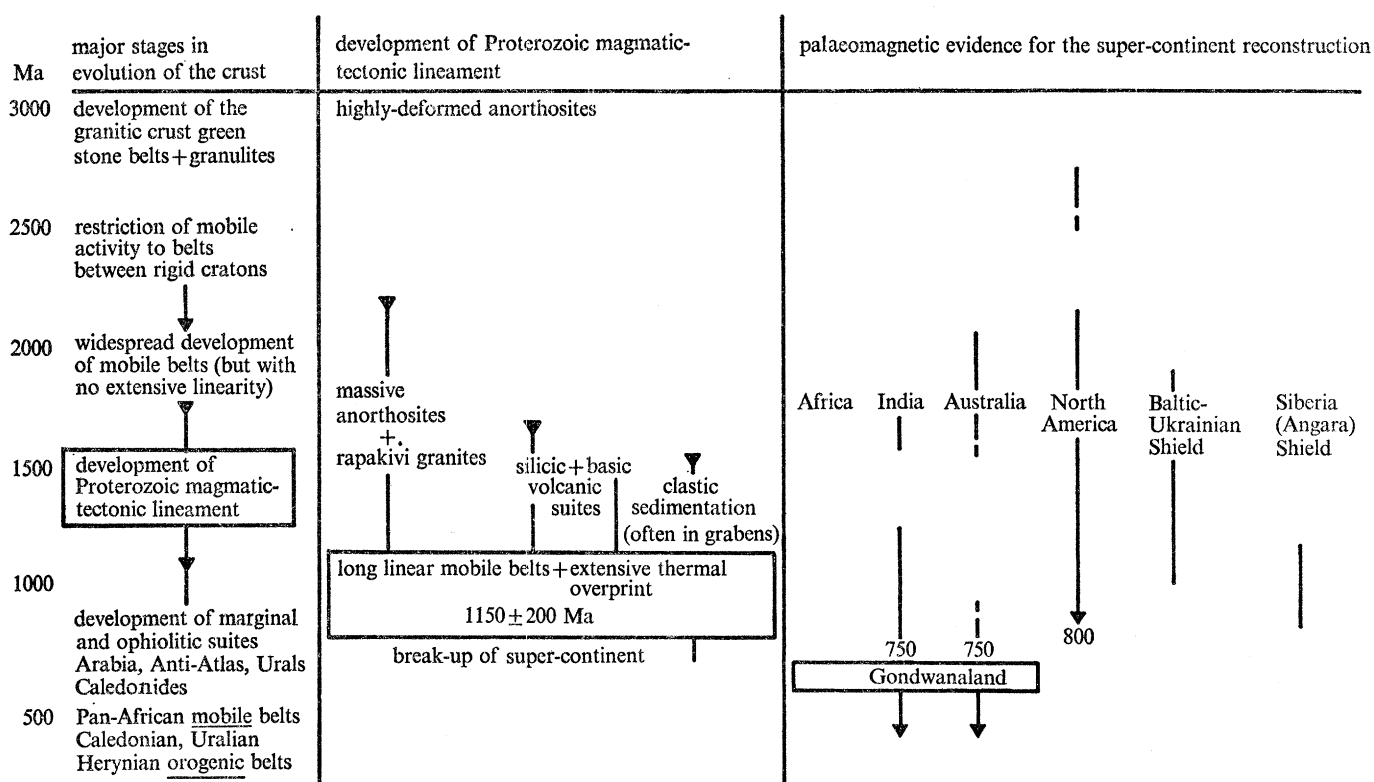 major stages in
evolution of the crust
development of Proterozoic magmatic-
tectonic lineament
palaeomagnetic evidence for the super-continent reconstruction
Ma
3000
development of the
granitic crust green
stone belts+granulites
highly-deformed anorthosites
2500
restriction of mobile
activity to belts
between rigid cratons
2000
widespread development
of mobile belts (but with
no extensive linearity)
massive
anorthosites
+
rapakivi granites
silicic+basic
volcanic
suites
clastic
sedimentation
(often in grabens)
Africa
India
Australia
North
America
Baltic-
Ukrainian
Shield
Siberia
(Angara)
Shield
1500
development of
Proterozoic magmatic-
tectonic lineament
long linear mobile belts+extensive thermal
overprint
1150±200 Ma
1000
development of marginal
and ophiolitic suites
Arabia, Anti-Atlas, Urals
Caledonides
break-up of super-continent
750
750
800
Gondwanaland
500
Pan-African mobile belts
Caledonian, Uralian
Herynian orogenic belts